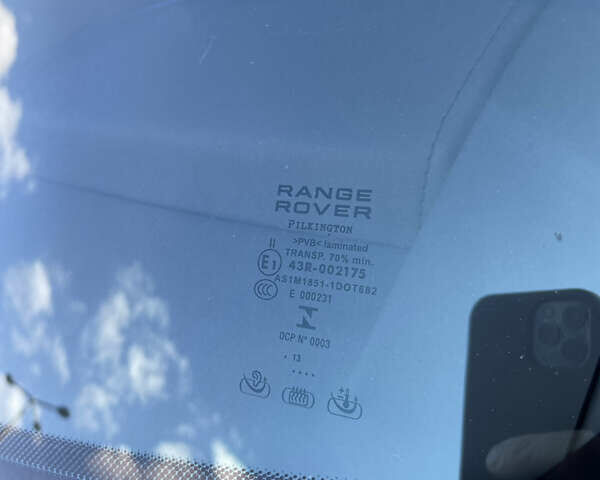 RANGE
ROVER
PILKINGTON
>PVB< laminated
II TRANSP. 70% min.
E1 43R-002175
AS1M1851-1DOT682
CCC E 000231
OCP N° 0003
. 13
....